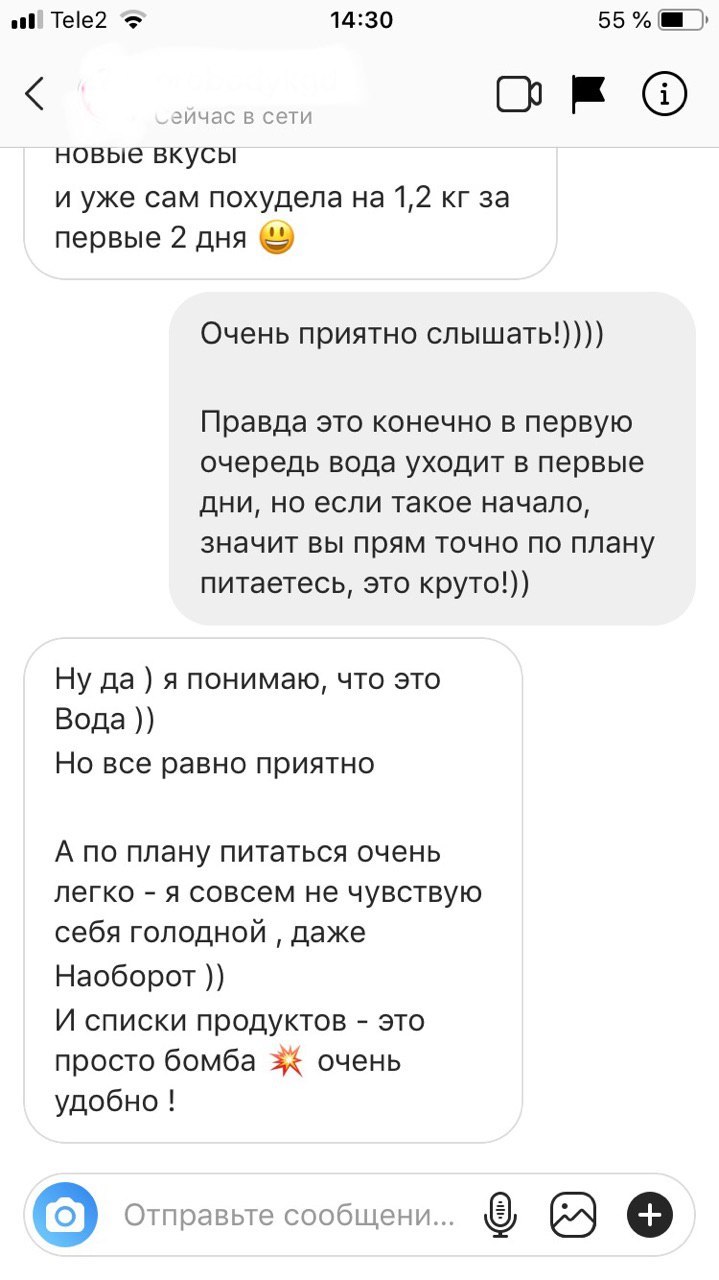 Tele2
14:30
55 %
Сейчас в сети
новые вкусы
и уже сам похудела на 1,2 кг за
первые 2 дня 😃
Очень приятно слышать!))))
Правда это конечно в первую
очередь вода уходит в первые
дни, но если такое начало,
значит вы прям точно по плану
питаетесь, это круто!))
Ну да ) я понимаю, что это
Вода ))
Но все равно приятно
А по плану питаться очень
легко - я совсем не чувствую
себя голодной , даже
Наоборот ))
И списки продуктов - это
просто бомба 💥 очень
удобно !
Отправьте сообщени...